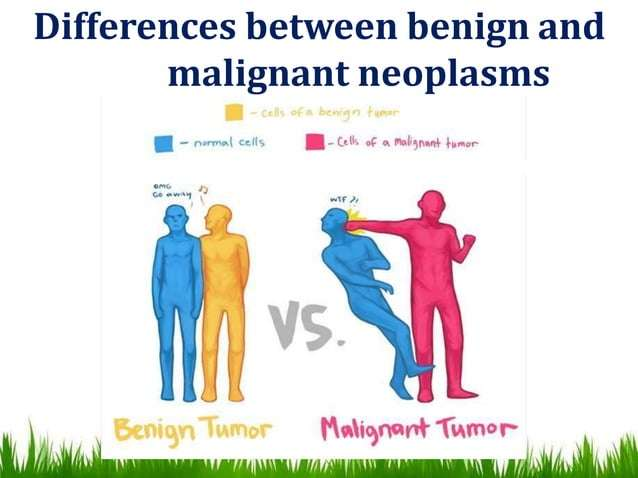 Differences between benign and
malignant neoplasms
- cells of a benign tumor
- normal cells
- Cells of a malignant tumor
OMG
Go away
WTF ?!
VS.
Benign Tumor
Malignant Tumor